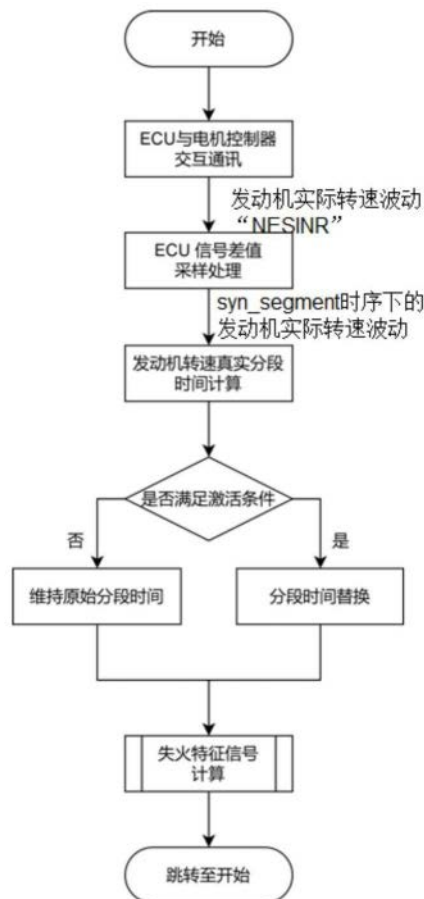 开始
ECU与电机控制器
交互通讯
发动机实际转速波动
“NESINR”
ECU 信号差值
采样处理
syn_segment时序下的
发动机实际转速波动
发动机转速真实分段
时间计算
是否满足激活条件
否
是
维持原始分段时间
分段时间替换
失火特征信号
计算
跳转至开始